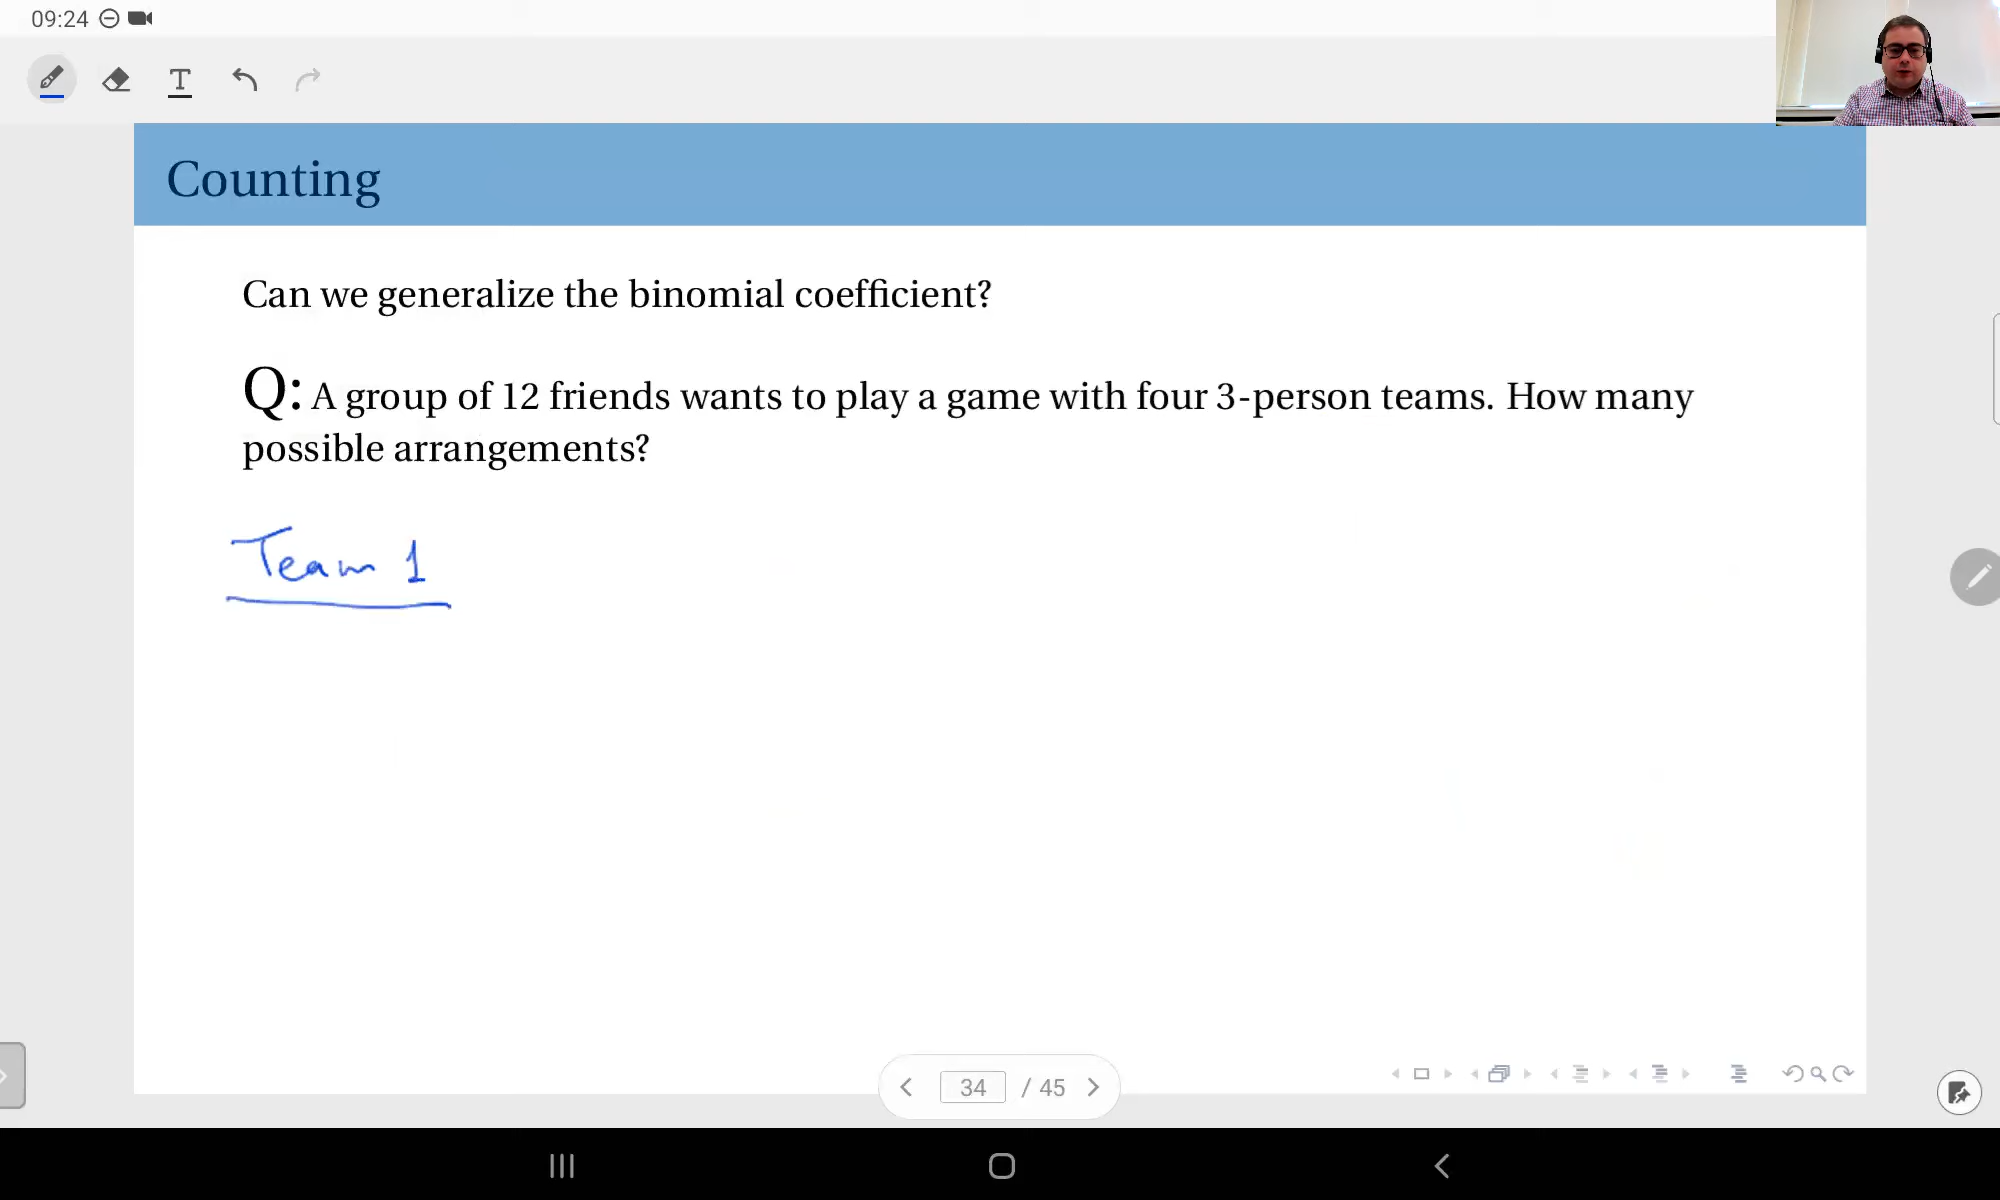 09:24
T
Counting
Can we generalize the binomial coefficient?
Q: A group of 12 friends wants to play a game with four 3-person teams. How many
possible arrangements?
Team 1
34 / 45